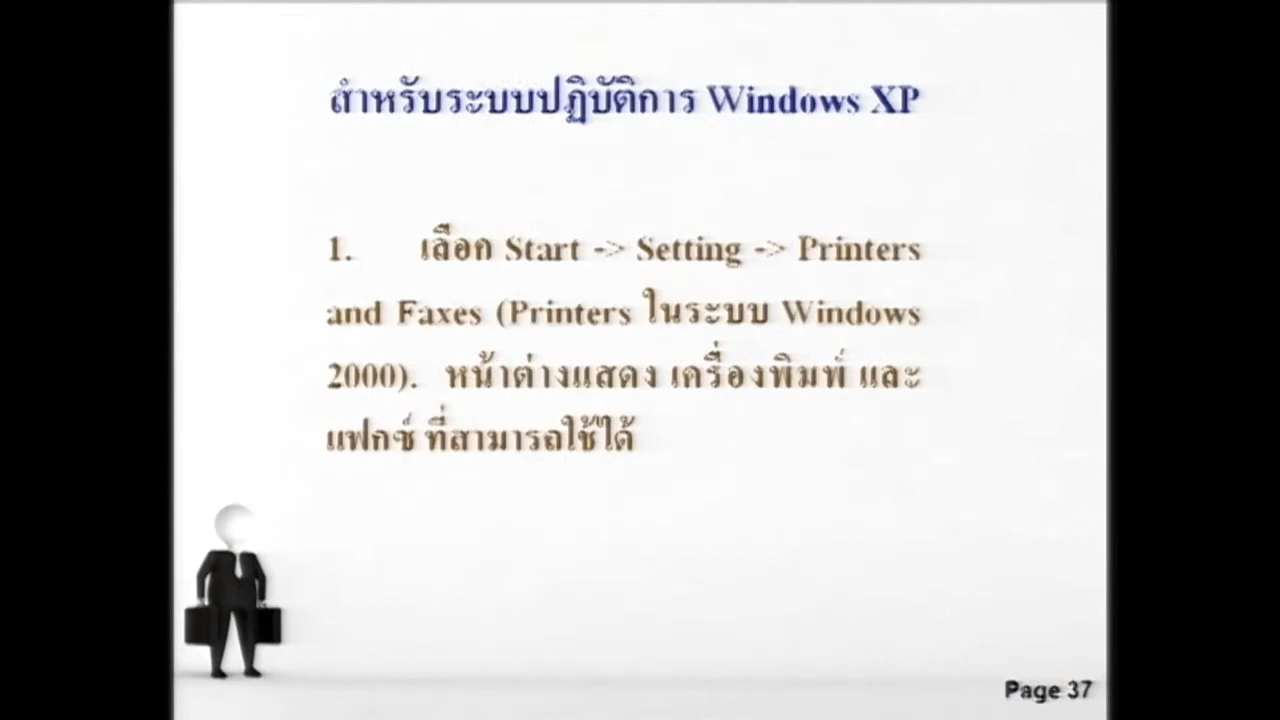 สำหรับระบบปฏิบัติการ Windows XP
1. เลือก Start -> Setting -> Printers
and Faxes (Printers ในระบบ Windows
2000). หน้าต่างแสดง เครื่องพิมพ์ และ
แฟกซ์ ที่สามารถใช้ได้
Page 37